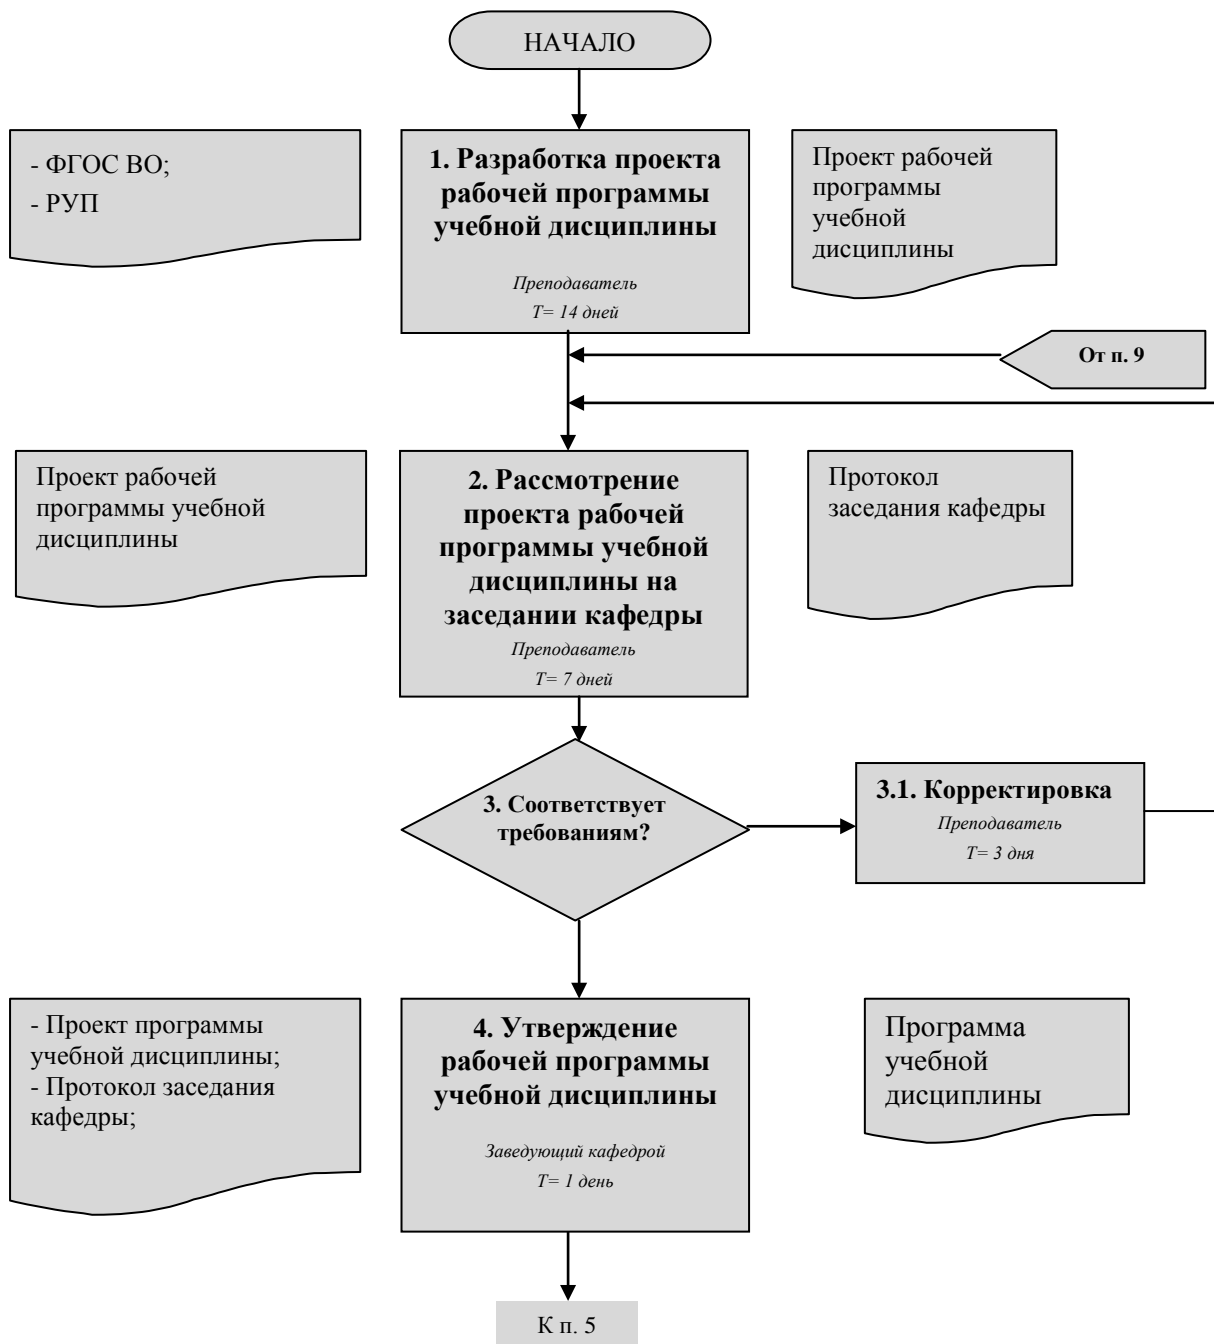 НАЧАЛО
- ФГОС ВО;
- РУП
1. Разработка проекта
рабочей программы
учебной дисциплины
Преподаватель
Т= 14 дней
Проект рабочей
программы
учебной
дисциплины
От п. 9
Проект рабочей
программы учебной
дисциплины
2. Рассмотрение
проекта рабочей
программы учебной
дисциплины на
заседании кафедры
Преподаватель
Т= 7 дней
Протокол
заседания кафедры
3. Соответствует
требованиям?
3.1. Корректировка
Преподаватель
Т= 3 дня
- Проект программы
учебной дисциплины;
- Протокол заседания
кафедры;
4. Утверждение
рабочей программы
учебной дисциплины
Заведующий кафедрой
Т= 1 день
Программа
учебной
дисциплины
К п. 5